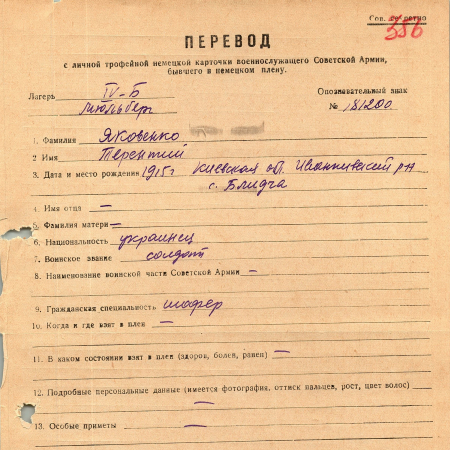 Сов. секретно
356
ПЕРЕВОД
с личной трофейной немецкой карточки военнослужащего Советской Армии,
бывшего в немецком плену.
Лагерь IV-Б
Мюльберг
Опознавательный знак
№ 181200
1. Фамилия Яковенко
2 Имя Терентий
3. Дата и место рождения 1915г Киевская обл. Иванкивский р-н
с. Блидча
4. Имя отца —
5. Фамилия матери —
6. Национальность украинец
7. Воинское звание солдат
8. Наименование воинской части Советской Армии —
9. Гражданская специальность шофер
10. Когда и где взят в плен —
11. В каком состоянии взят в плен (здоров, болен, ранен) —
12. Подробные персональные данные (имеется фотография, оттиск пальцев, рост, цвет волос)
—
13. Особые приметы —